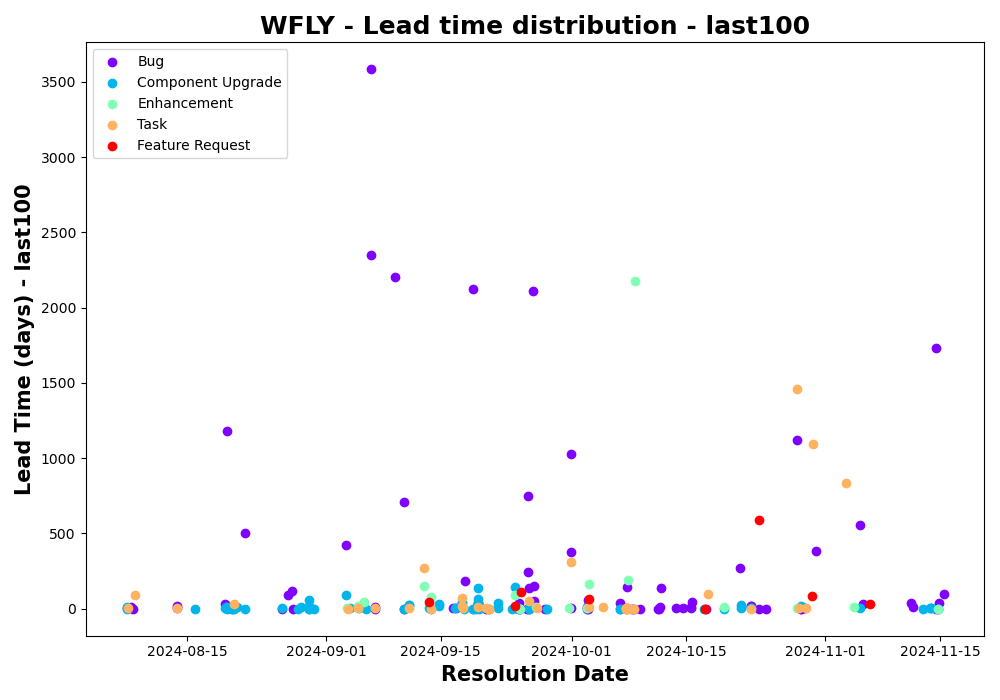 WFLY - Lead time distribution - last100
Bug
Component Upgrade
Enhancement
Task
Feature Request
Lead Time (days) - last100
3500
3000
2500
2000
1500
1000
500
0
2024-08-15
2024-09-01
2024-09-15
2024-10-01
2024-10-15
2024-11-01
2024-11-15
Resolution Date